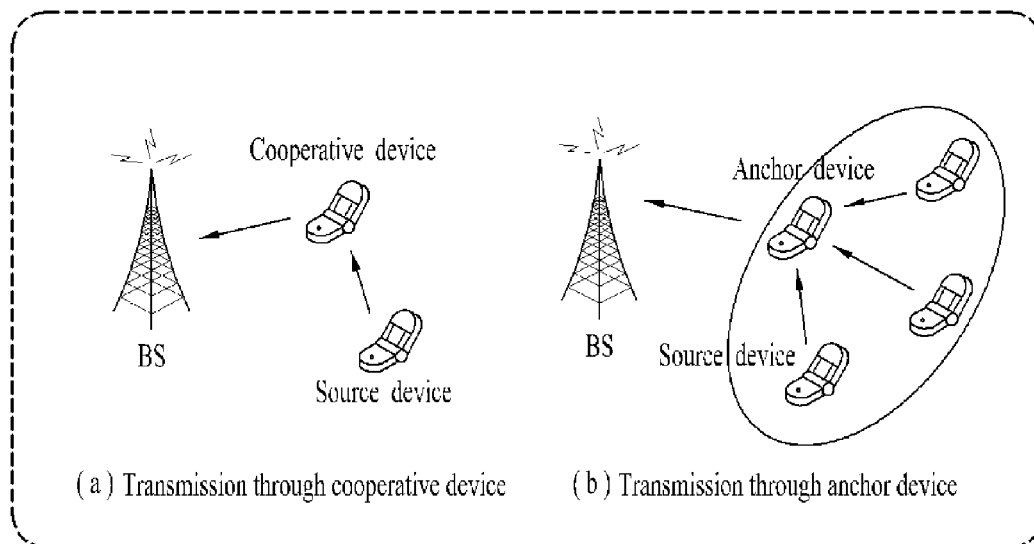 Cooperative device
BS
Source device
( a ) Transmission through cooperative device
Anchor device
BS
Source device
( b ) Transmission through anchor device